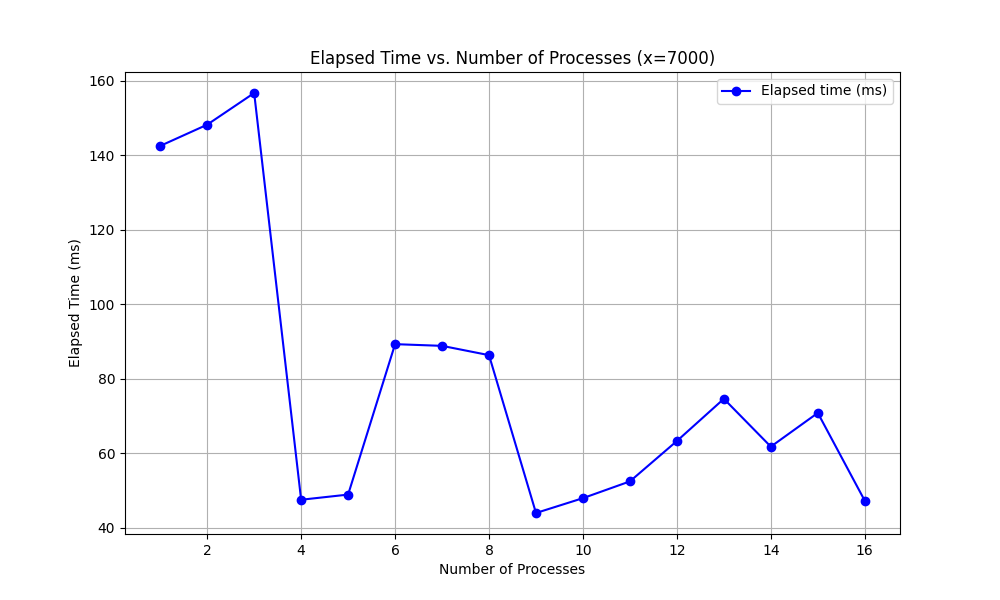 Elapsed Time vs. Number of Processes (x=7000)
Elapsed time (ms)
160
140
120
100
80
60
40
Elapsed Time (ms)
2 4 6 8 10 12 14 16
Number of Processes